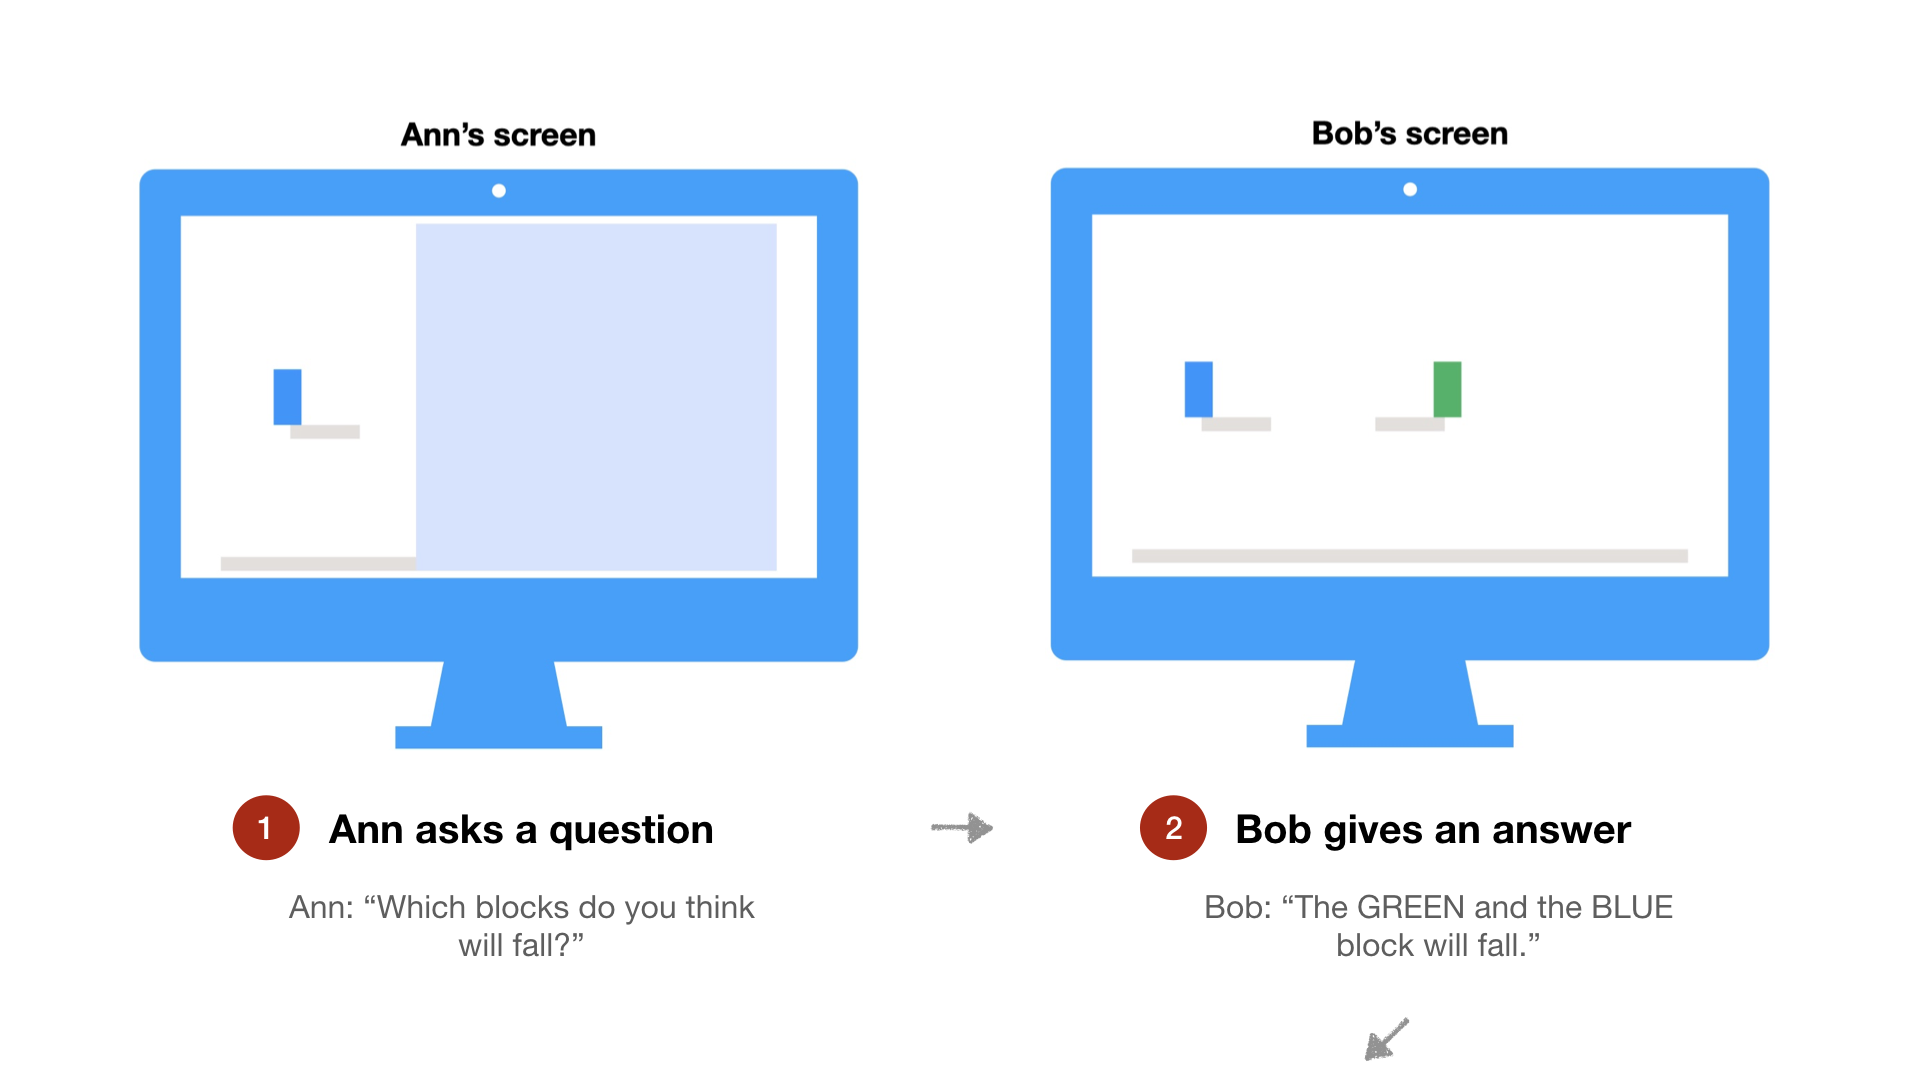 Ann’s screen
Bob’s screen
1 Ann asks a question
Ann: “Which blocks do you think
will fall?”
2 Bob gives an answer
Bob: “The GREEN and the BLUE
block will fall.”